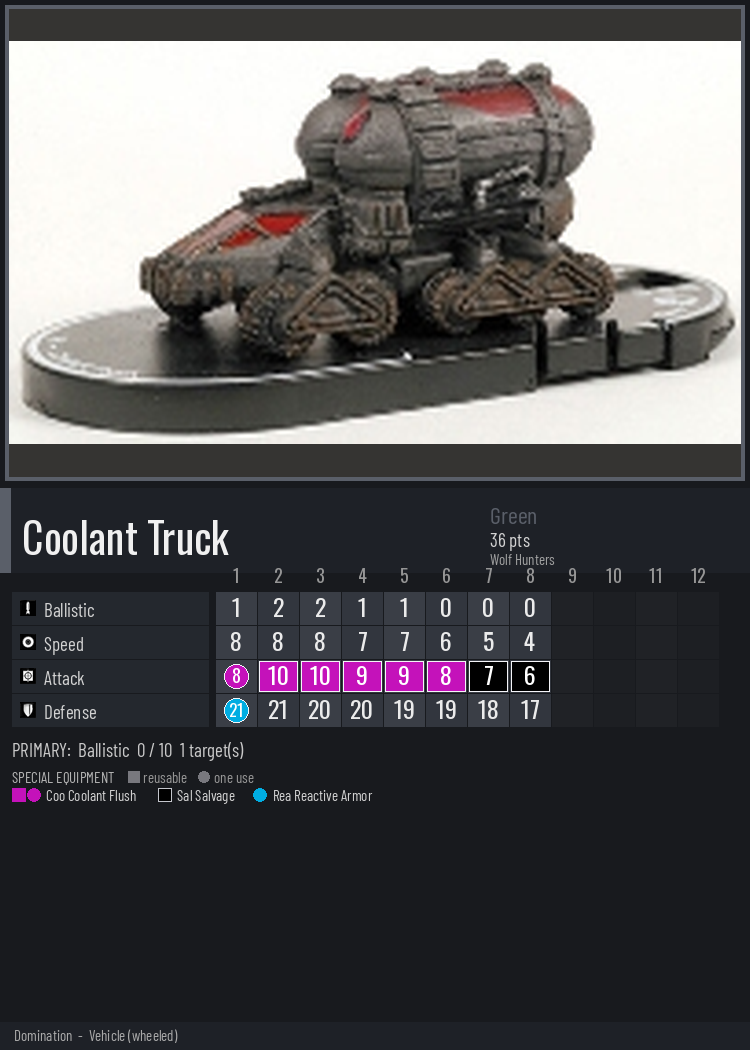 Coolant Truck
Green
36 pts
Wolf Hunters
1 2 3 4 5 6 7 8 9 10 11 12
Ballistic 1 2 2 1 1 0 0 0
Speed 8 8 8 7 7 6 5 4
Attack 8 10 10 9 9 8 7 6
Defense 21 21 20 20 19 19 18 17
PRIMARY: Ballistic 0 / 10 1 target(s)
SPECIAL EQUIPMENT reusable one use
Coo Coolant Flush Sal Salvage Rea Reactive Armor
Domination - Vehicle (wheeled)